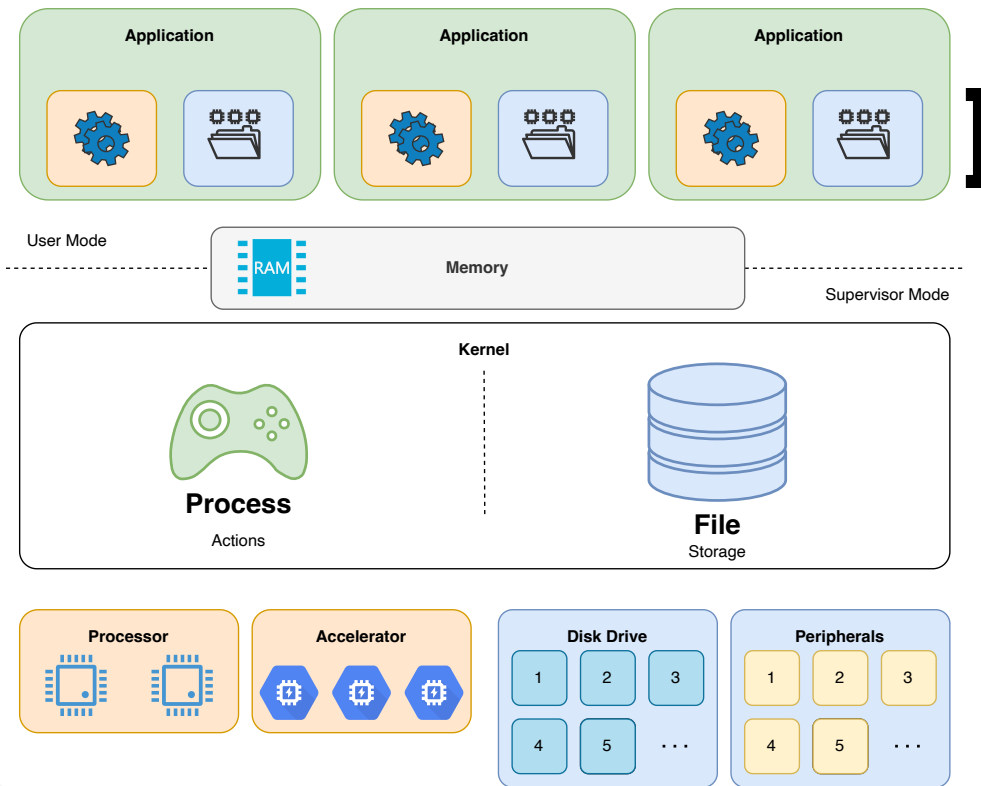 Application
Application
Application
]
User Mode
RAM
Memory
Supervisor Mode
Kernel
Process
Actions
File
Storage
Processor
Accelerator
Disk Drive
1 2 3
4 5 ...
Peripherals
1 2 3
4 5 ...